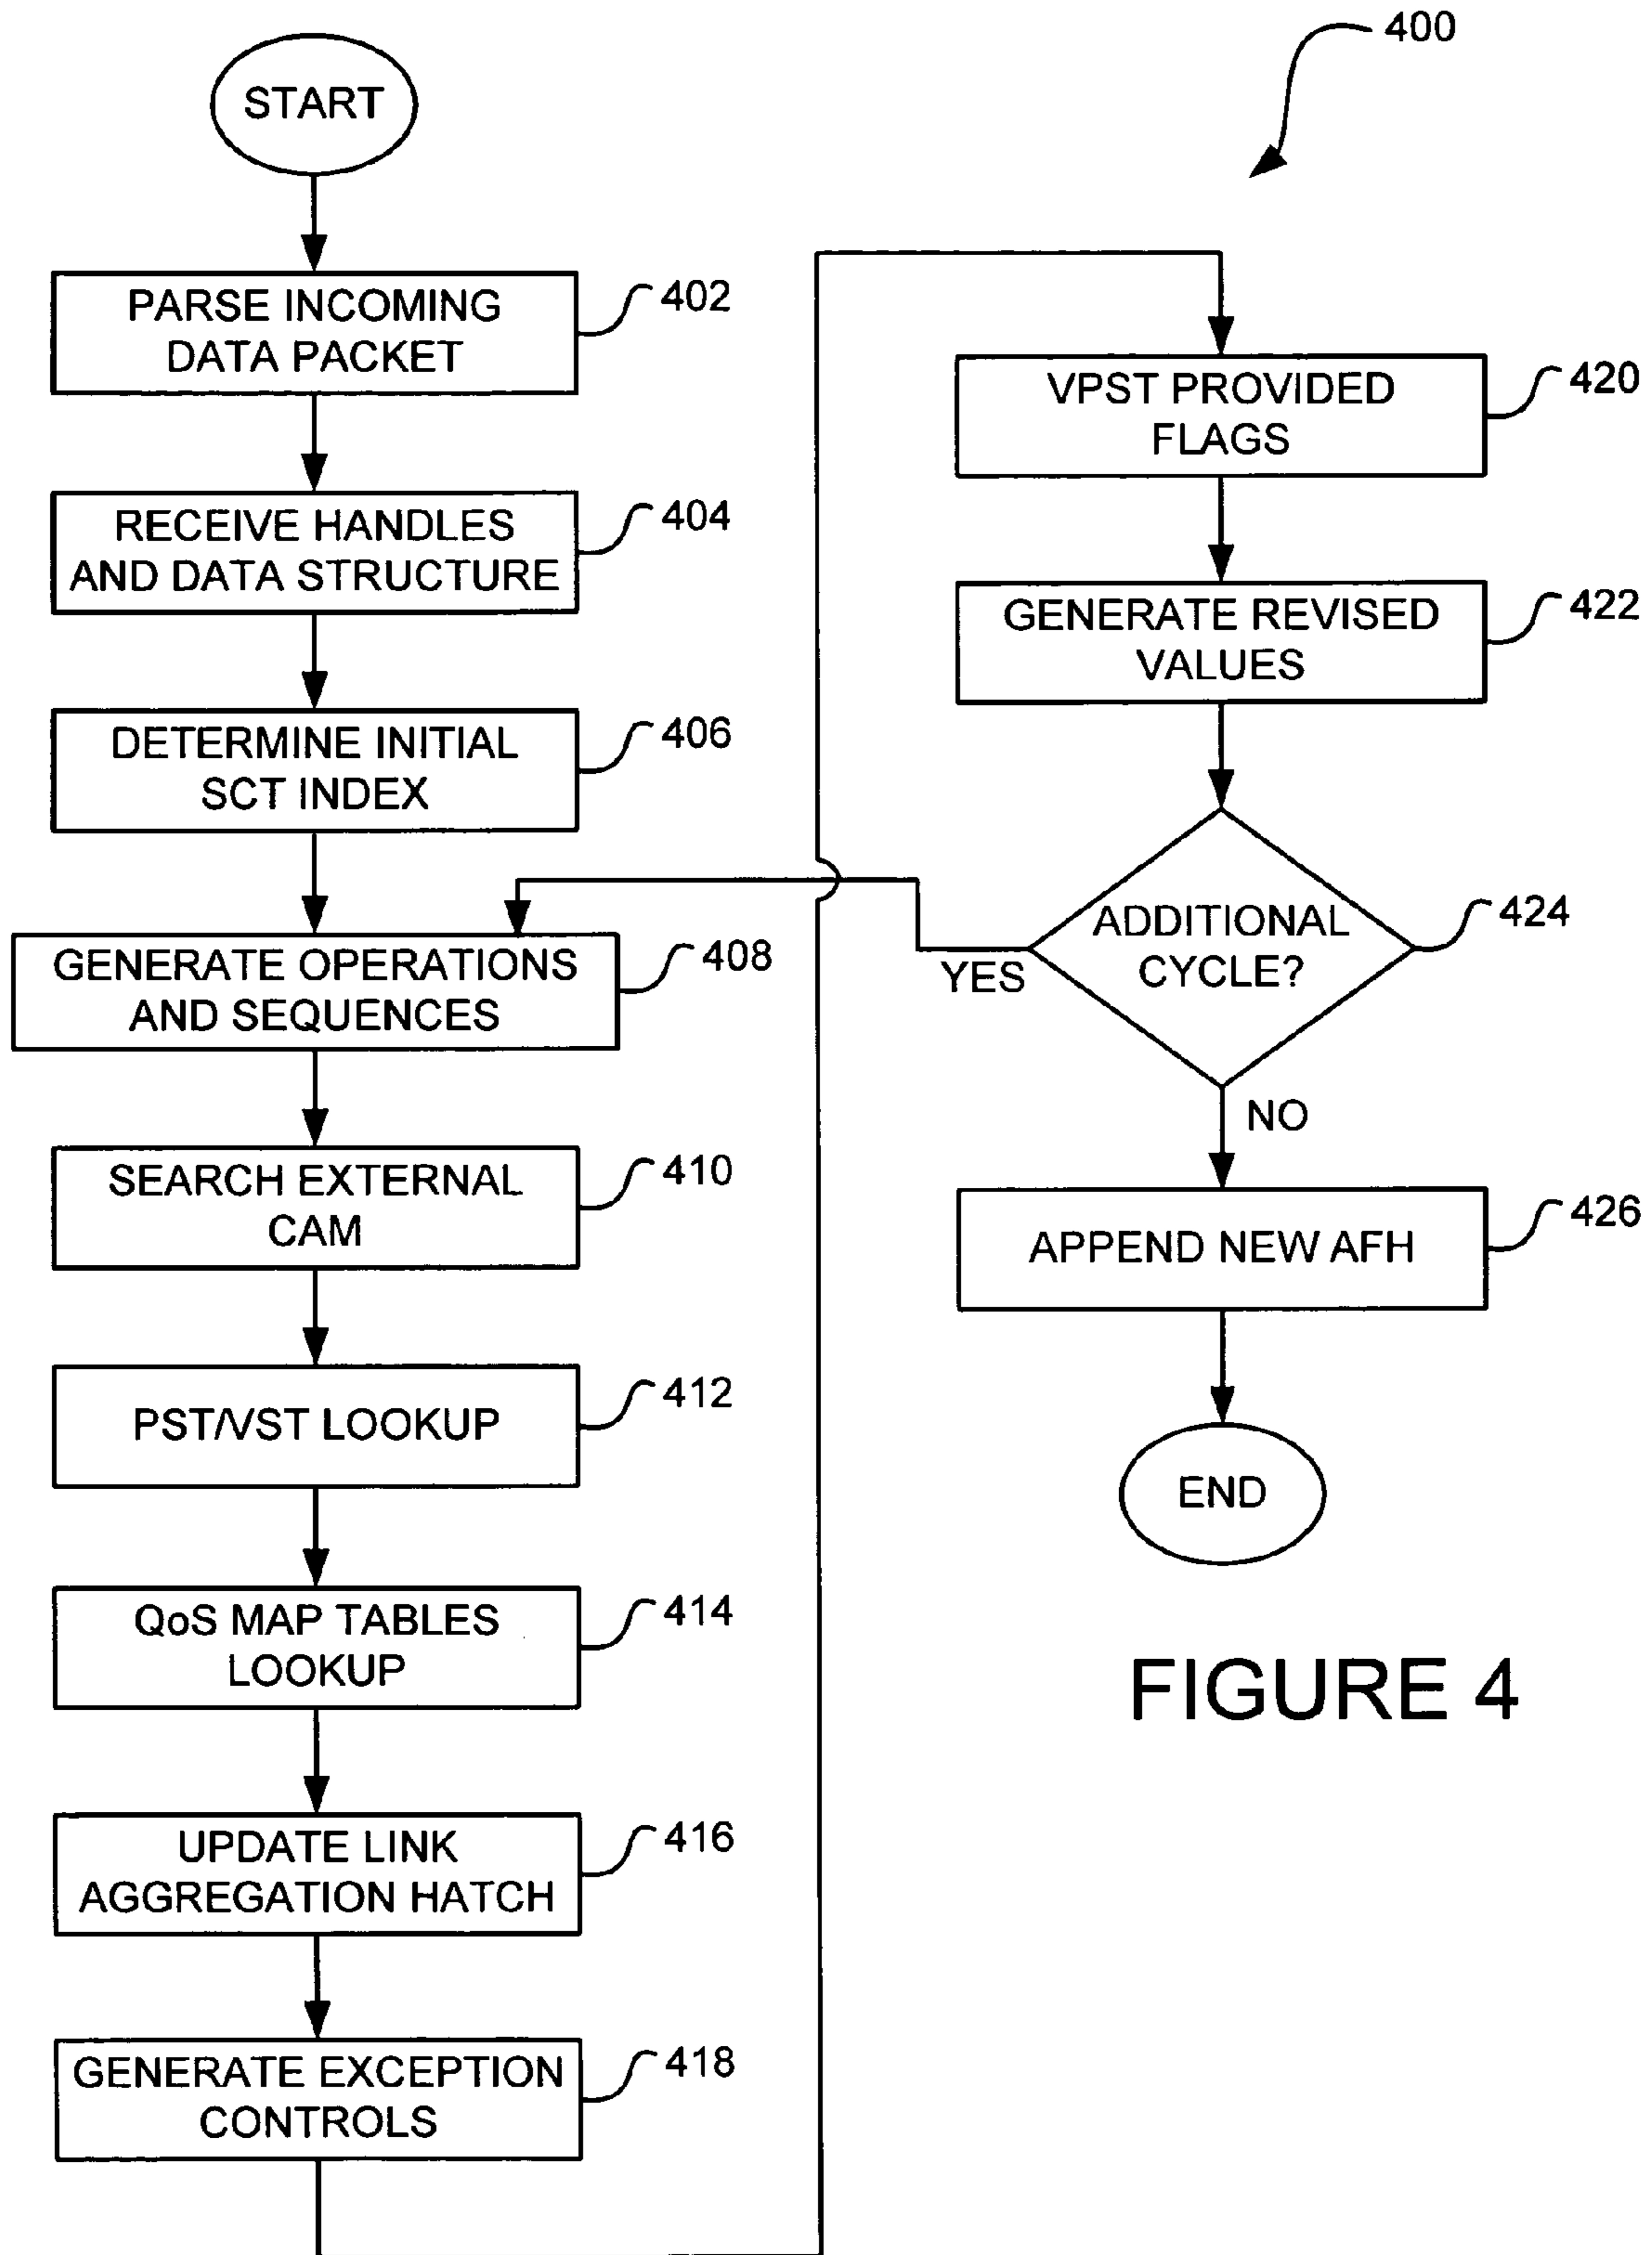 400
START
PARSE INCOMING
DATA PACKET
402
RECEIVE HANDLES
AND DATA STRUCTURE
404
DETERMINE INITIAL
SCT INDEX
406
GENERATE OPERATIONS
AND SEQUENCES
408
SEARCH EXTERNAL
CAM
410
PST/VST LOOKUP
412
QoS MAP TABLES
LOOKUP
414
UPDATE LINK
AGGREGATION HATCH
416
GENERATE EXCEPTION
CONTROLS
418
VPST PROVIDED
FLAGS
420
GENERATE REVISED
VALUES
422
ADDITIONAL
CYCLE?
424
YES
NO
APPEND NEW AFH
426
END
FIGURE 4